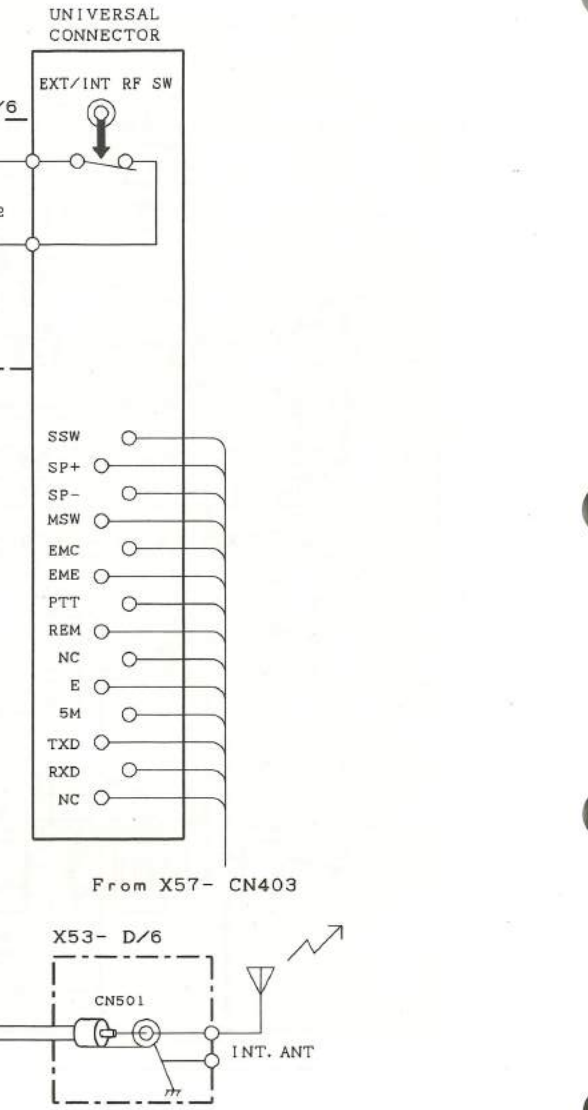 UNIVERSAL
CONNECTOR
EXT/INT RF SW
/6
SSW
SP+
SP-
MSW
EMC
EME
PTT
REM
NC
E
5M
TXD
RXD
NC
From X57- CN403
X53- D/6
CN501
INT. ANT